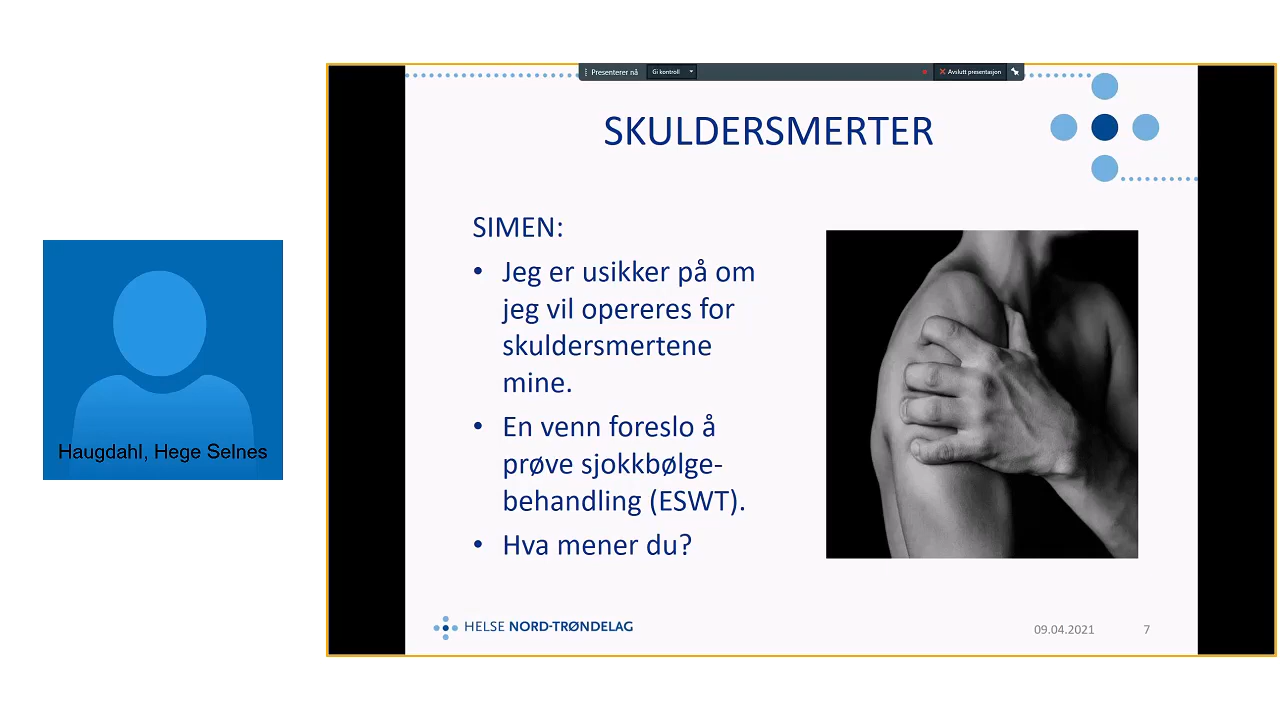 Presenterer nå
Gi kontroll
Avslutt presentasjon
SKULDERSMERTER
SIMEN:
• Jeg er usikker på om
jeg vil opereres for
skuldersmertene
mine.
• En venn foreslo å
prøve sjokkbølge-
behandling (ESWT).
• Hva mener du?
Haugdahl, Hege Selnes
HELSE NORD-TRØNDELAG
09.04.2021
7